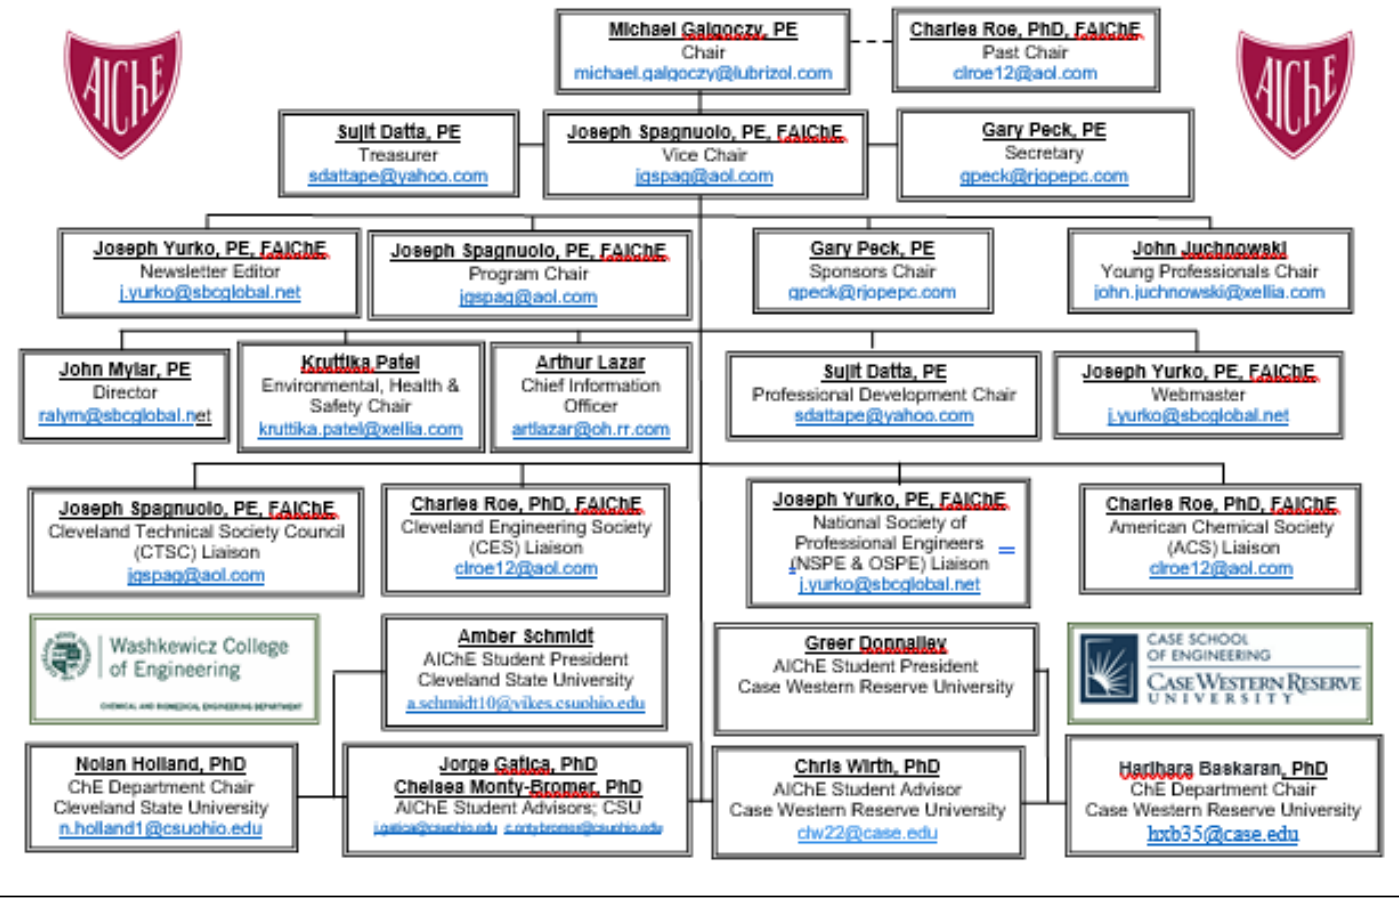 AIChE
Michael Galgoczy, PE
Chair
michael.galgoczy@lubrizol.com
Charles Roe, PhD, FAIChE
Past Chair
clroe12@aol.com
AIChE
Sujit Datta, PE
Treasurer
sdattape@yahoo.com
Joseph Spagnuolo, PE, FAIChE
Vice Chair
jgspag@aol.com
Gary Peck, PE
Secretary
gpeck@rjopepc.com
Joseph Yurko, PE, FAIChE
Newsletter Editor
j.yurko@sbcglobal.net
Joseph Spagnuolo, PE, FAIChE
Program Chair
jgspag@aol.com
Gary Peck, PE
Sponsors Chair
gpeck@rjopepc.com
John Juchnowski
Young Professionals Chair
john.juchnowski@xellia.com
John Mylar, PE
Director
ralym@sbcglobal.net
Kruttika Patel
Environmental, Health &
Safety Chair
kruttika.patel@xellia.com
Arthur Lazar
Chief Information
Officer
artlazar@oh.rr.com
Sujit Datta, PE
Professional Development Chair
sdattape@yahoo.com
Joseph Yurko, PE, FAIChE
Webmaster
j.yurko@sbcglobal.net
Joseph Spagnuolo, PE, FAIChE
Cleveland Technical Society Council
(CTSC) Liaison
jgspag@aol.com
Charles Roe, PhD, FAIChE
Cleveland Engineering Society
(CES) Liaison
clroe12@aol.com
Joseph Yurko, PE, FAIChE
National Society of
Professional Engineers
(NSPE & OSPE) Liaison
j.yurko@sbcglobal.net
Charles Roe, PhD, FAIChE
American Chemical Society
(ACS) Liaison
clroe12@aol.com
Washkewicz College
of Engineering
CHEMICAL AND BIOMEDICAL ENGINEERING DEPARTMENT
Amber Schmidt
AIChE Student President
Cleveland State University
a.schmidt10@vikes.csuohio.edu
Greer Donnalley
AIChE Student President
Case Western Reserve University
CASE SCHOOL
OF ENGINEERING
CASE WESTERN RESERVE
UNIVERSITY
Nolan Holland, PhD
ChE Department Chair
Cleveland State University
n.holland1@csuohio.edu
Jorge Gatica, PhD
Chelsea Monty-Bromer, PhD
AIChE Student Advisors; CSU
j.gatica@csuohio.edu
Chris Wirth, PhD
AIChE Student Advisor
Case Western Reserve University
clw22@case.edu
Harihara Baskaran, PhD
ChE Department Chair
Case Western Reserve University
hxb35@case.edu